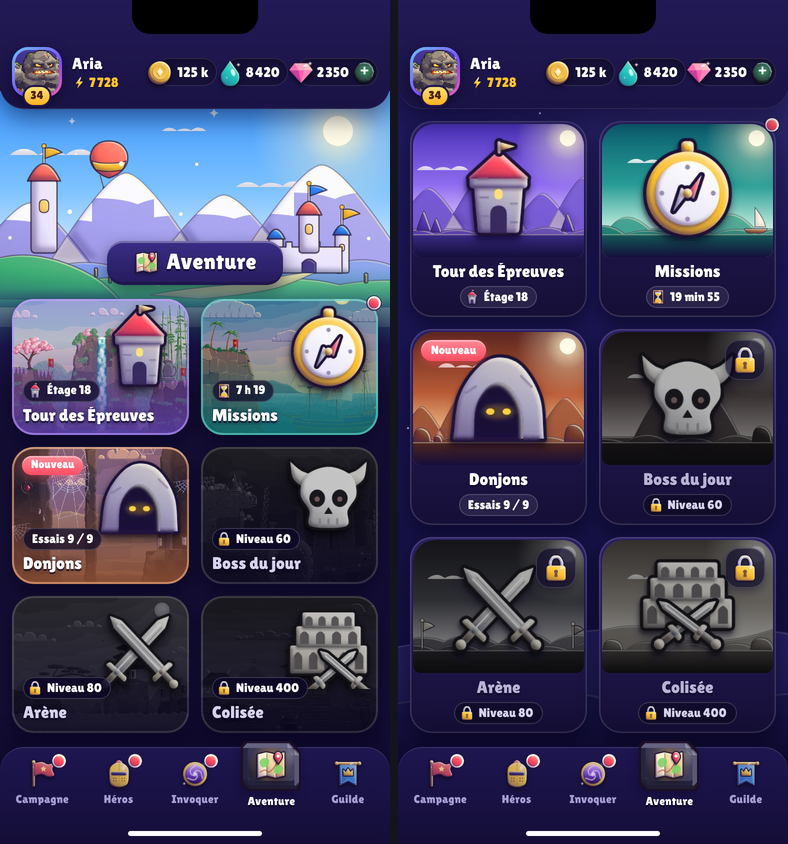 Aria
7728
34
125 k
8420
2350
Aventure
Étage 18
Tour des Épreuves
7 h 19
Missions
Nouveau
Essais 9 / 9
Donjons
Niveau 60
Boss du jour
Niveau 80
Arène
Niveau 400
Colisée
Campagne
Héros
Invoquer
Aventure
Guilde
Aria
7728
34
125 k
8420
2350
Tour des Épreuves
Étage 18
Missions
19 min 55
Nouveau
Donjons
Essais 9 / 9
Boss du jour
Niveau 60
Arène
Niveau 80
Colisée
Niveau 400
Campagne
Héros
Invoquer
Aventure
Guilde